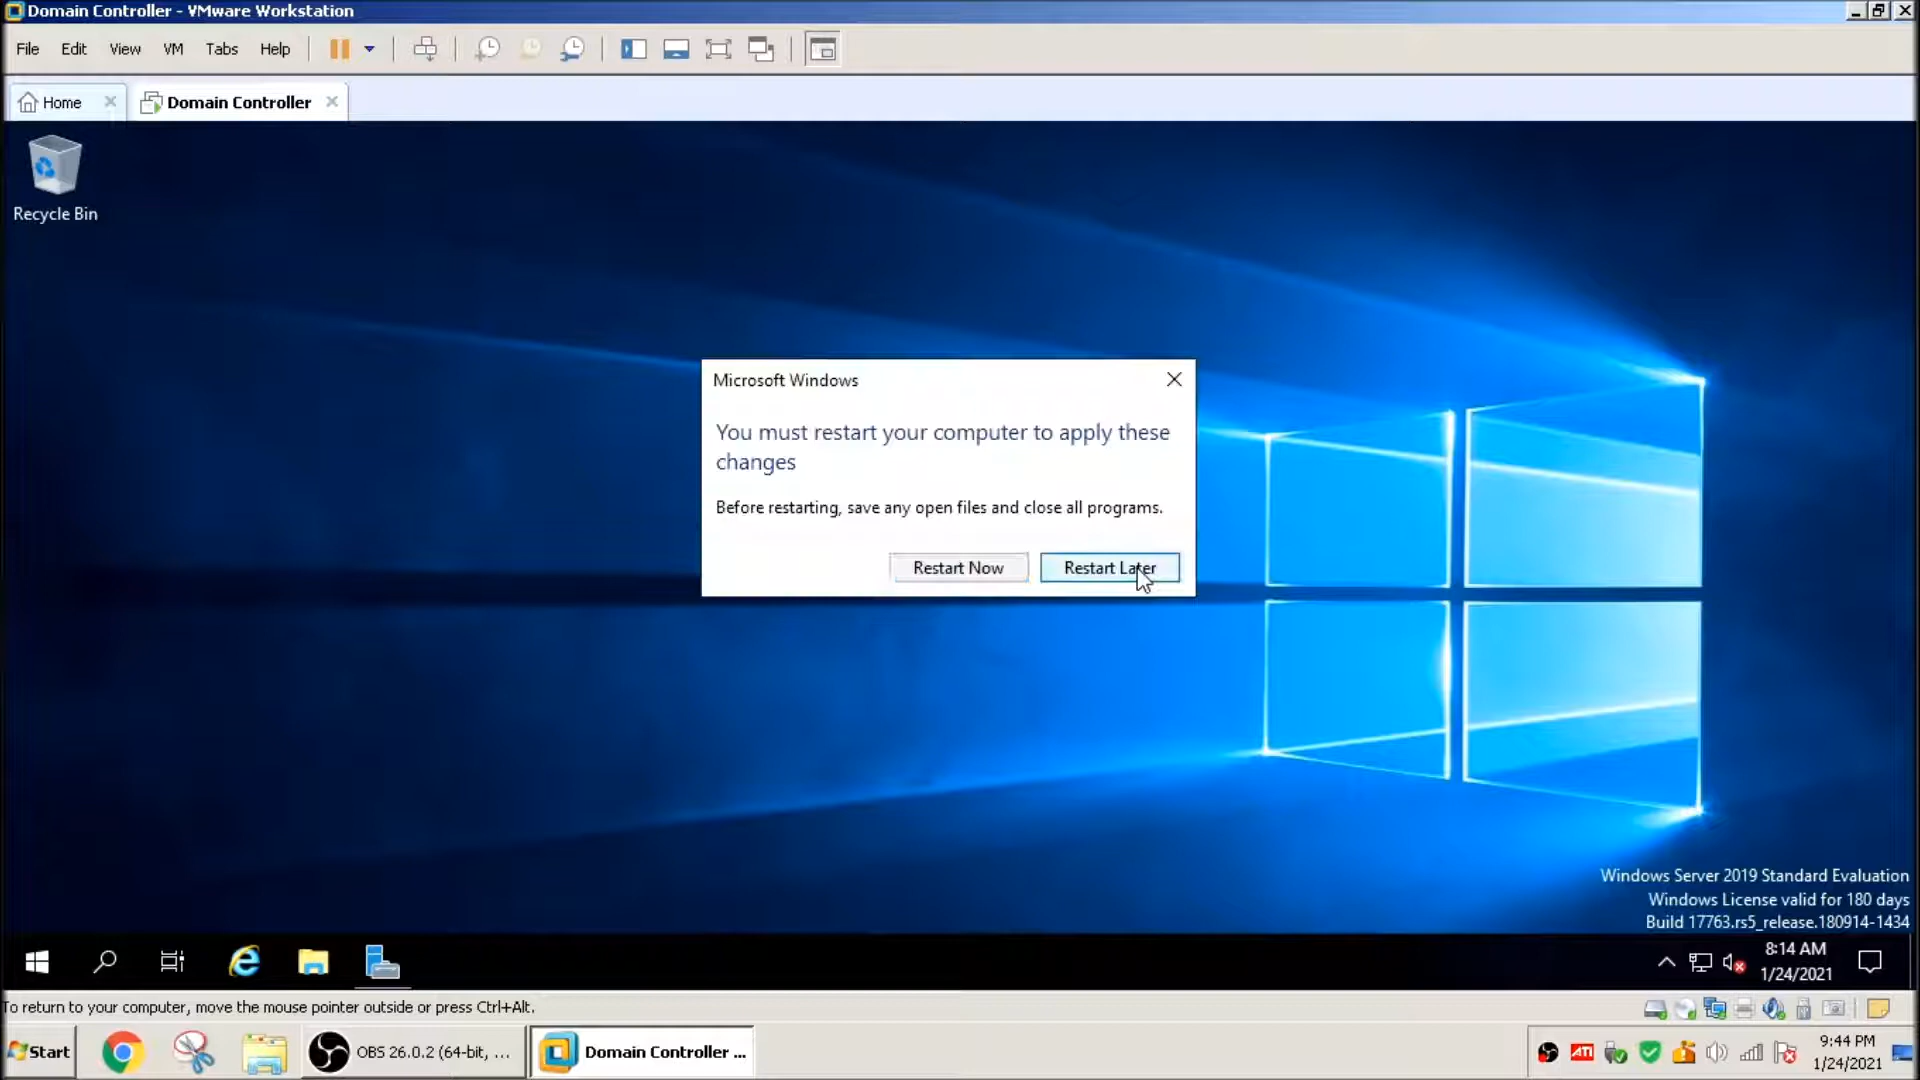 Domain Controller - VMware Workstation
File Edit View VM Tabs Help
Home
Domain Controller
Recycle Bin
Microsoft Windows
You must restart your computer to apply these
changes
Before restarting, save any open files and close all programs.
Restart Now
Restart Later
Windows Server 2019 Standard Evaluation
Windows License valid for 180 days
Build 17763.rs5_release.180914-1434
8:14 AM
1/24/2021
To return to your computer, move the mouse pointer outside or press Ctrl+Alt.
Start
OBS 26.0.2 (64-bit, ...
Domain Controller ...
ATI
9:44 PM
1/24/2021